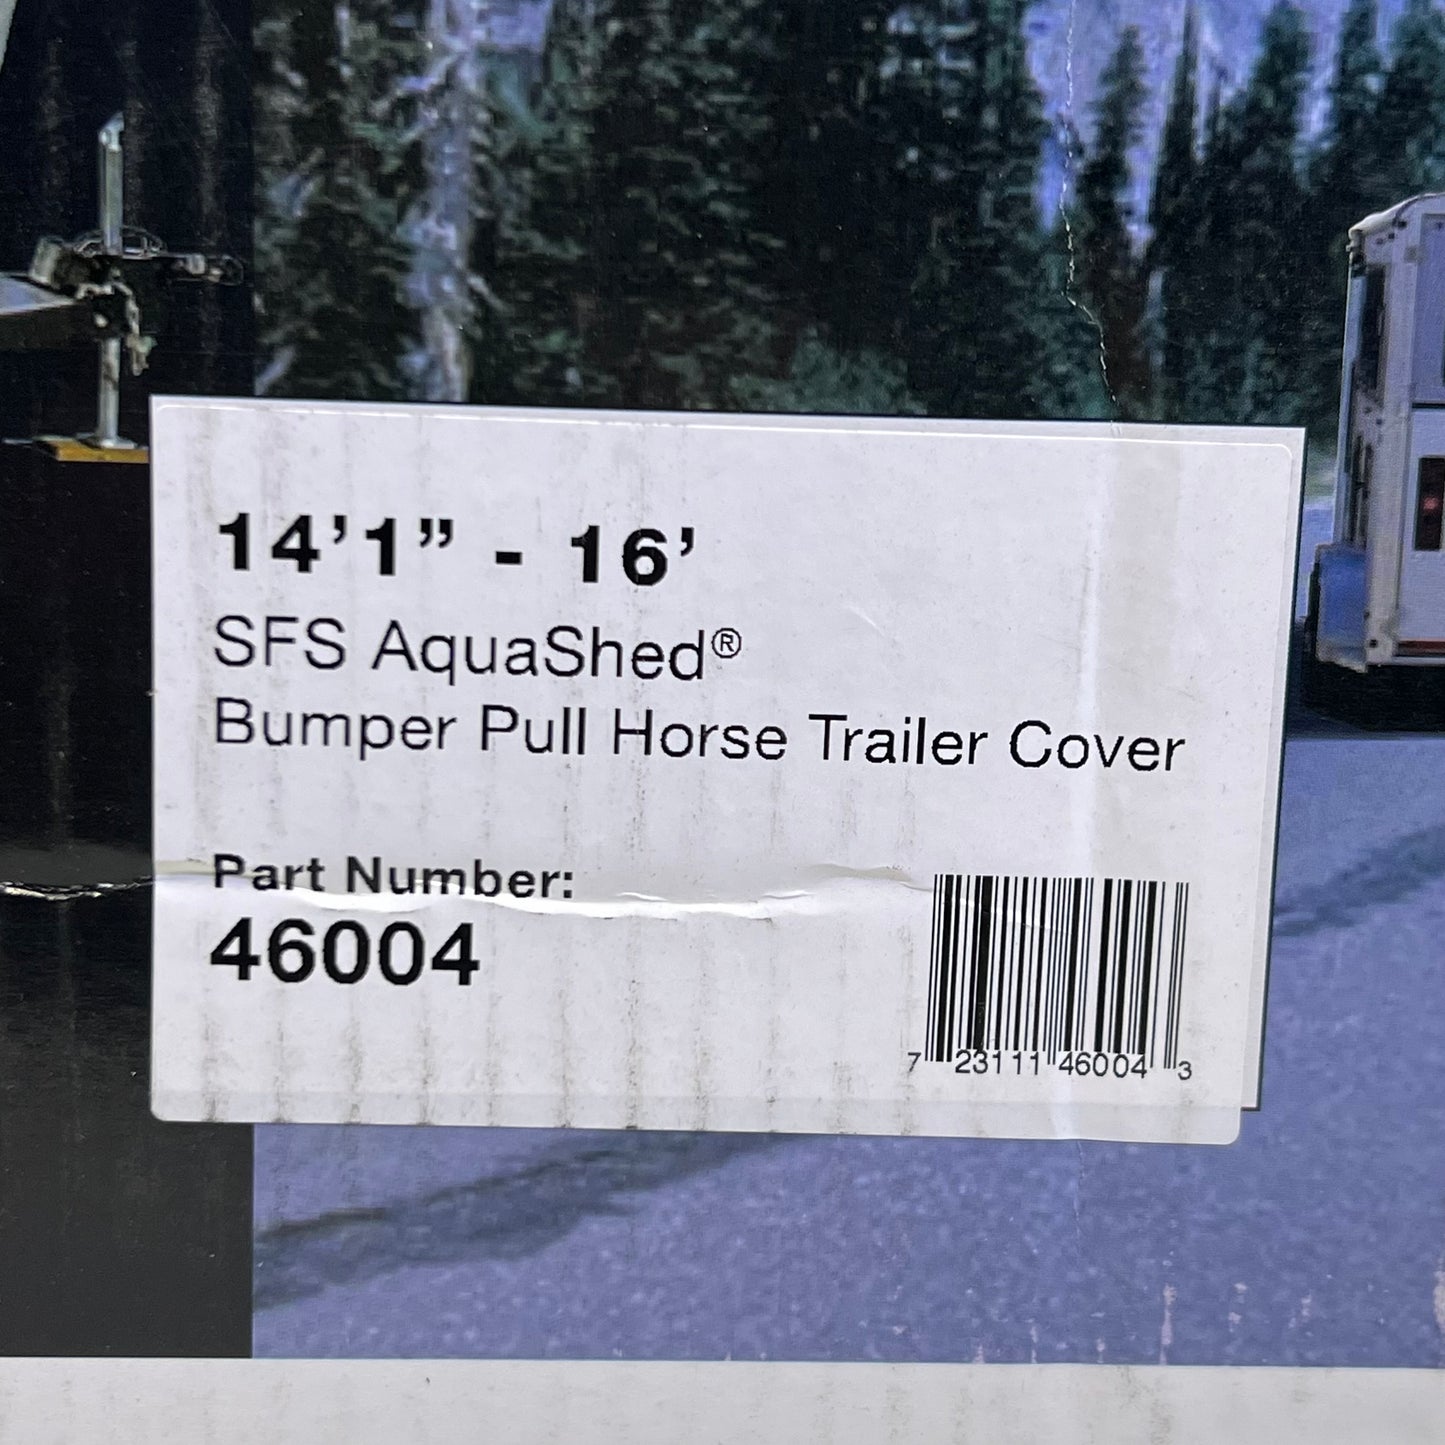 14’1” - 16’
SFS AquaShed®
Bumper Pull Horse Trailer Cover
Part Number:
46004
7 23111 46004 3